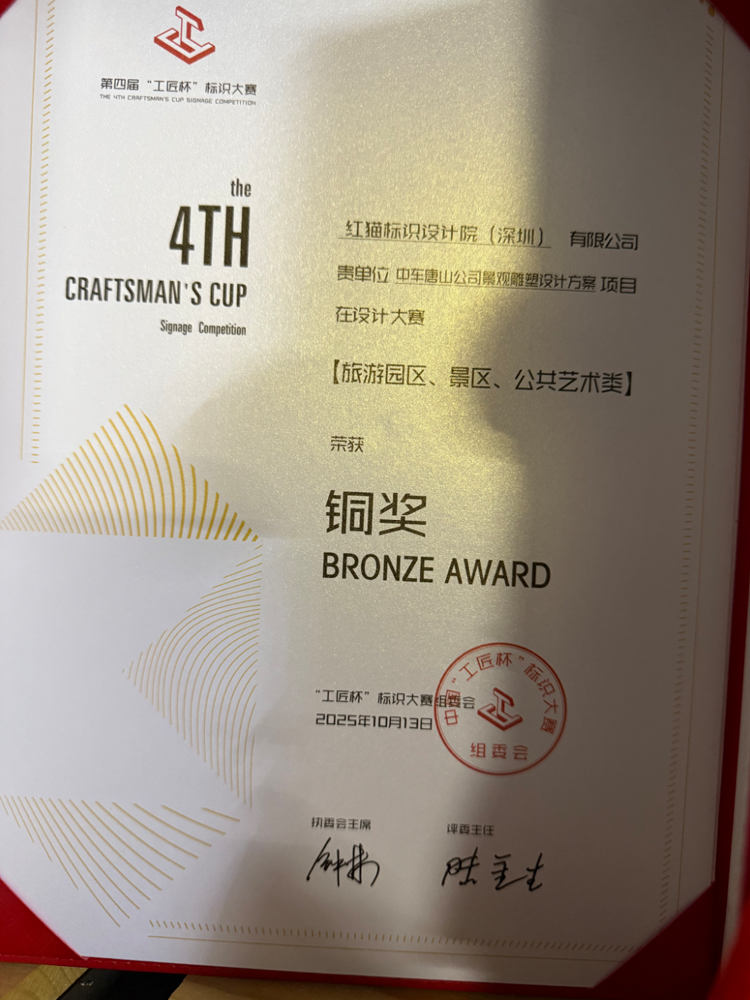 第四届“工匠杯”标识大赛
THE 4TH CRAFTSMAN'S CUP SIGNAGE COMPETITION
the
4TH
CRAFTSMAN'S CUP
Signage Competition
红猫标识设计院（深圳） 有限公司
贵单位 中车唐山公司景观雕塑设计方案 项目
在设计大赛
【旅游园区、景区、公共艺术类】
荣获
铜奖
BRONZE AWARD
“工匠杯”标识大赛组委会
2025年10月13日
中国“工匠杯”标识大赛
组委会
执委会主席
评委主任